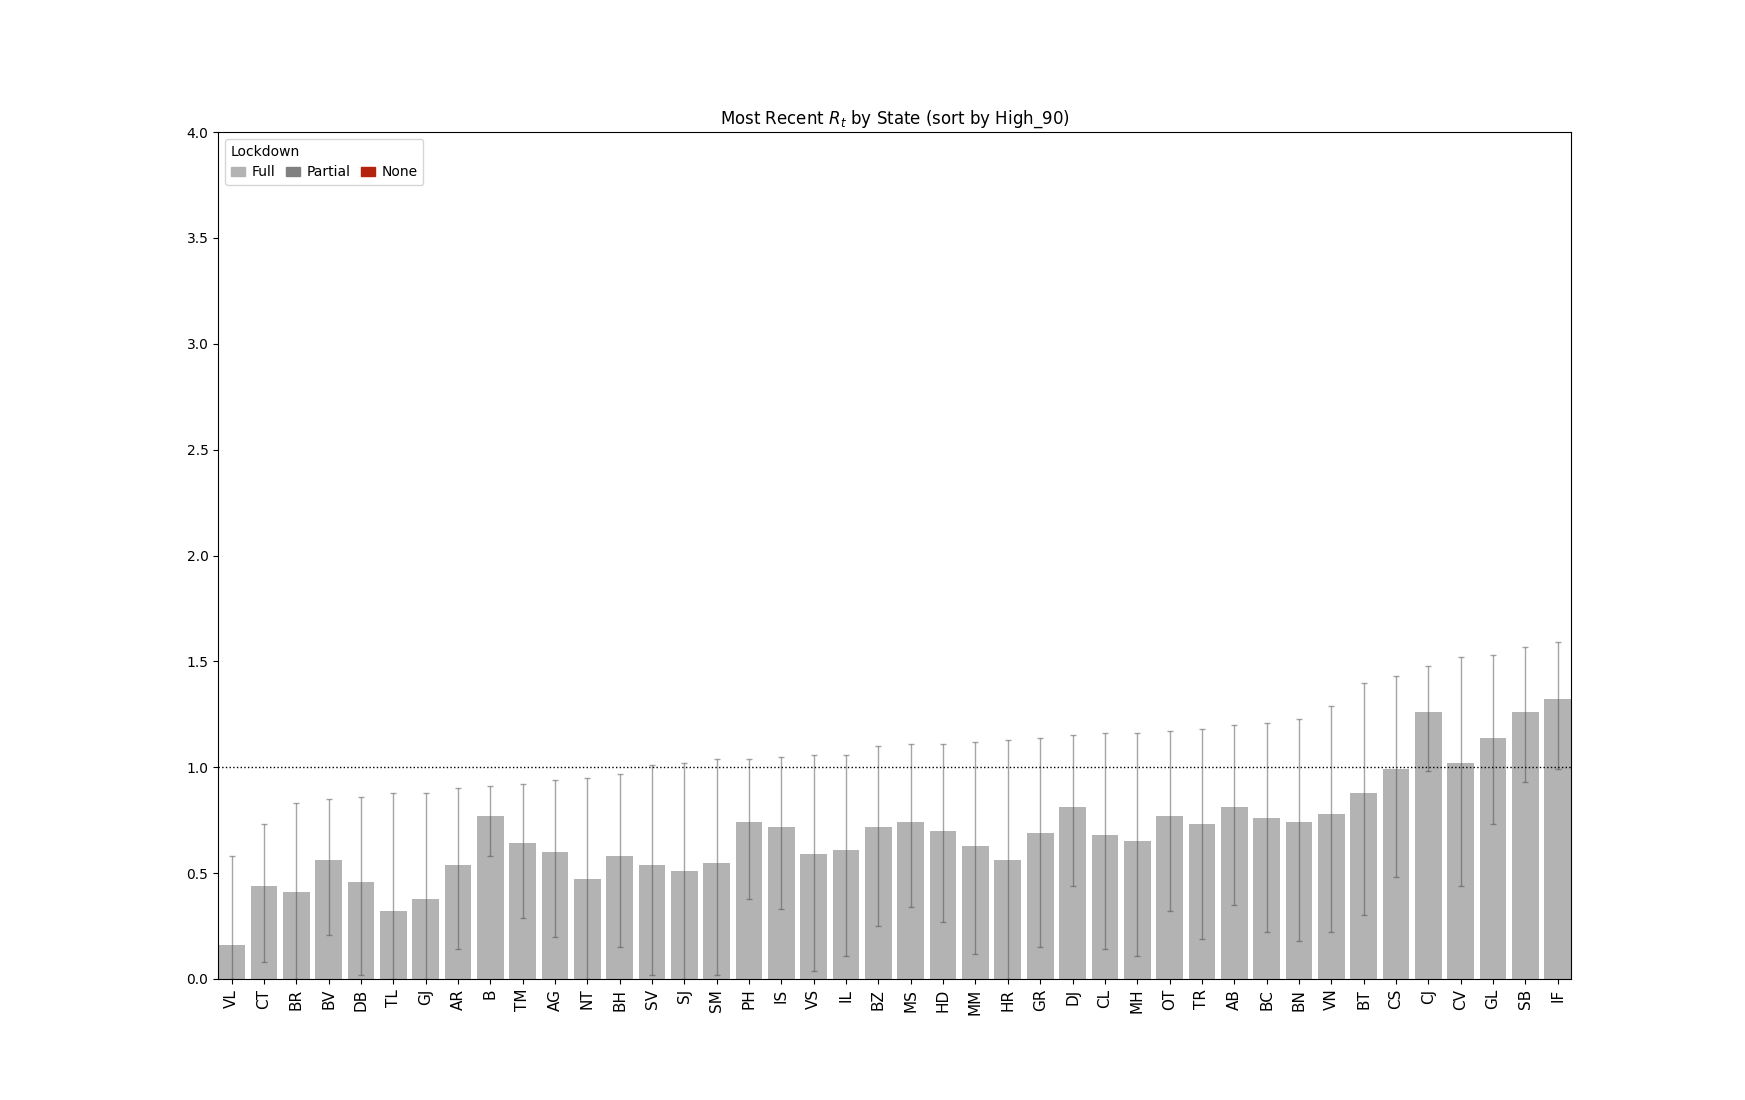 Most Recent Rt by State (sort by High_90)
4.0
Lockdown
Full Partial None
3.5
3.0
2.5
2.0
1.5
1.0
0.5
0.0
VL CT BR BV DB TL GJ AR B TM AG NT BH SV SJ SM PH IS VS IL BZ MS HD MM HR GR DJ CL MH OT TR AB BC BN VN BT CS CJ CV GL SB IF